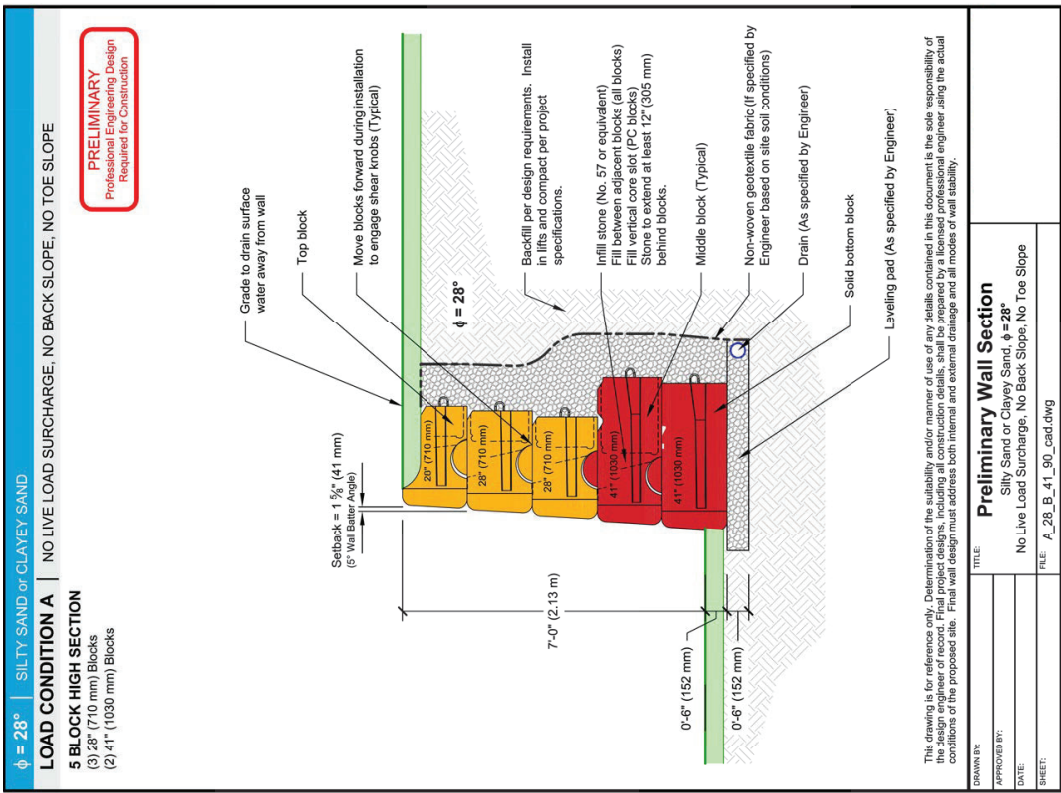 ϕ = 28° | SILTY SAND or CLAYEY SAND
LOAD CONDITION A | NO LIVE LOAD SURCHARGE, NO BACK SLOPE, NO TOE SLOPE
5 BLOCK HIGH SECTION
(3) 28" (710 mm) Blocks
(2) 41" (1030 mm) Blocks
PRELIMINARY
Professional Engineering Design
Required for Construction
Grade to drain surface
water away from wall
Top block
Move blocks forward during installation
to engage shear knobs (Typical)
Setback = 1 5⁄8" (41 mm)
(5° Wall Batter Angle)
ϕ = 28°
Backfill per design requirements. Install
in lifts and compact per project
specifications.
Infill stone (No. 57 or equivalent)
Fill between adjacent blocks (all blocks)
Fill vertical core slot (PC blocks)
Stone to extend at least 12" (305 mm)
behind blocks.
Middle block (Typical)
Non-woven geotextile fabric (If specified by
Engineer based on site soil conditions)
Drain (As specified by Engineer)
Solid bottom block
Leveling pad (As specified by Engineer)
28" (710 mm)
28" (710 mm)
28" (710 mm)
41" (1030 mm)
41" (1030 mm)
7'-0" (2.13 m)
0'-6" (152 mm)
0'-6" (152 mm)
This drawing is for reference only. Determination of the suitability and/or manner of use of any details contained in this document is the sole responsibility of
the design engineer of record. Final project designs, including all construction details, shall be prepared by a licensed professional engineer using the actual
conditions of the proposed site. Final wall design must address both internal and external drainage and all modes of wall stability.
DRAWN BY:
APPROVED BY:
DATE:
SHEET:
TITLE:
Preliminary Wall Section
Silty Sand or Clayey Sand, ϕ = 28°
No Live Load Surcharge, No Back Slope, No Toe Slope
FILE: A_28_B_41_90_cad.dwg